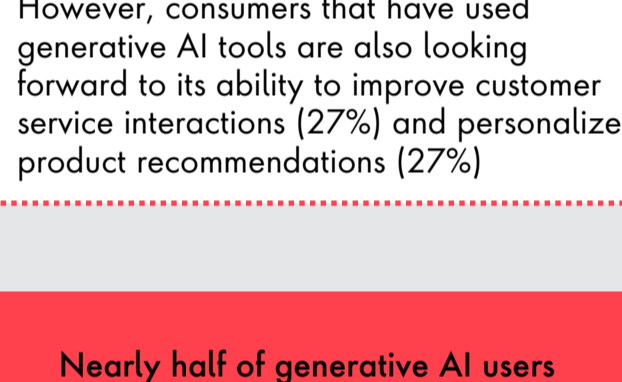 However, consumers that have used
generative AI tools are also looking
forward to its ability to improve customer
service interactions (27%) and personalize
product recommendations (27%)
Nearly half of generative AI users